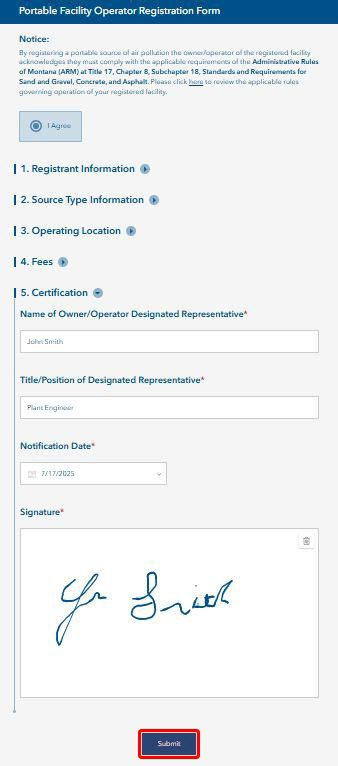 Portable Facility Operator Registration Form
Notice:
By registering a portable source of air pollution the owner/operator of the registered facility
acknowledges they must comply with the applicable requirements of the Administrative Rules
of Montana (ARM) at Title 17, Chapter 8, Subchapter 18, Standards and Requirements for
Sand and Gravel, Concrete, and Asphalt. Please click here to review the applicable rules
governing operation of your registered facility.
I Agree
1. Registrant Information
2. Source Type Information
3. Operating Location
4. Fees
5. Certification
Name of Owner/Operator Designated Representative*
John Smith
Title/Position of Designated Representative*
Plant Engineer
Notification Date*
7/17/2025
Signature*
Jn Smith
Submit